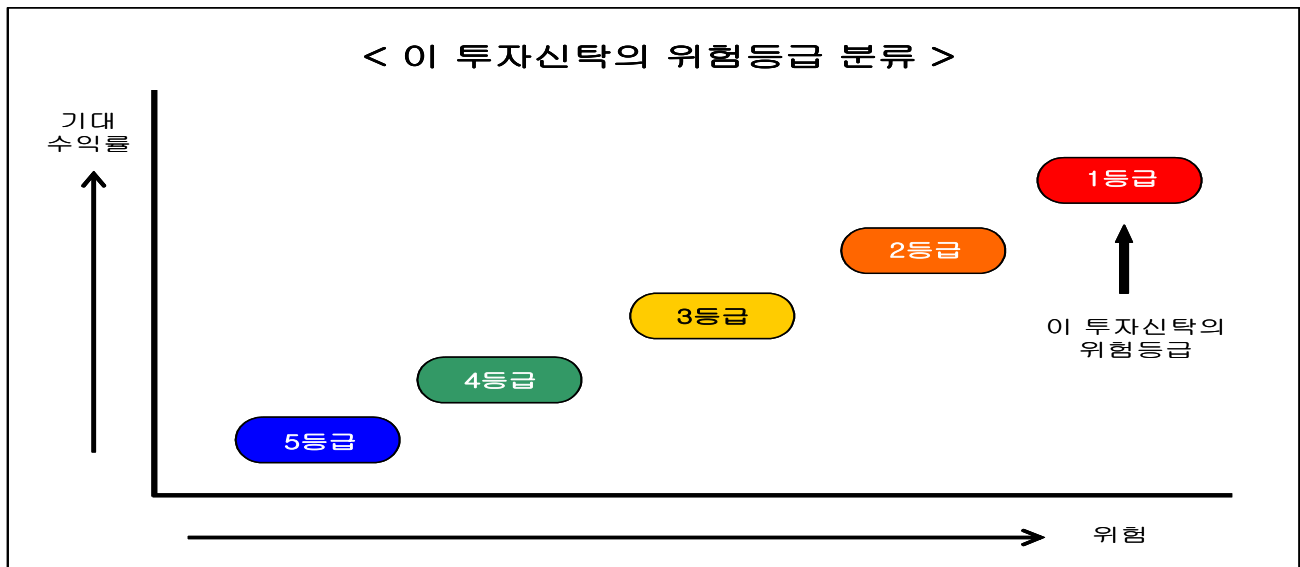 < 이 투자신탁의 위험등급 분류 >
기대
수익률
1등급
2등급
3등급
이 투자신탁의
위험등급
4등급
5등급
위험